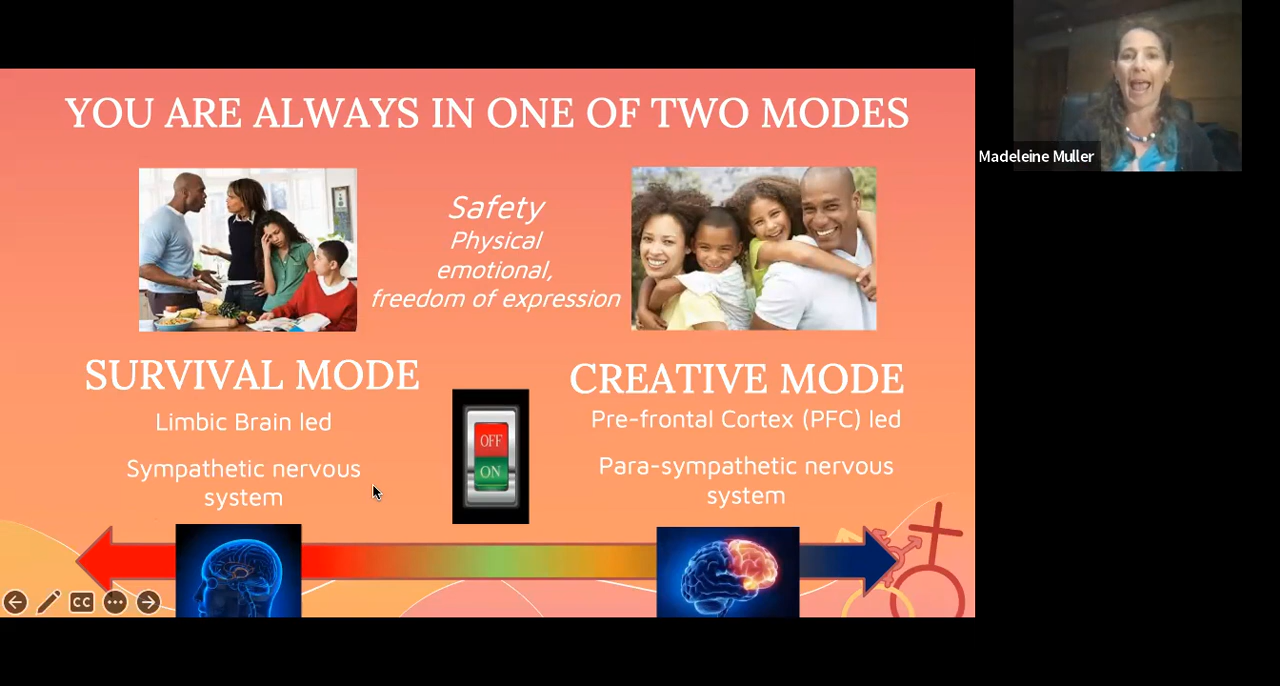 YOU ARE ALWAYS IN ONE OF TWO MODES
Safety
Physical
emotional,
freedom of expression
SURVIVAL MODE
Limbic Brain led
Sympathetic nervous
system
OFF
ON
CREATIVE MODE
Pre-frontal Cortex (PFC) led
Para-sympathetic nervous
system
CC
Madeleine Muller